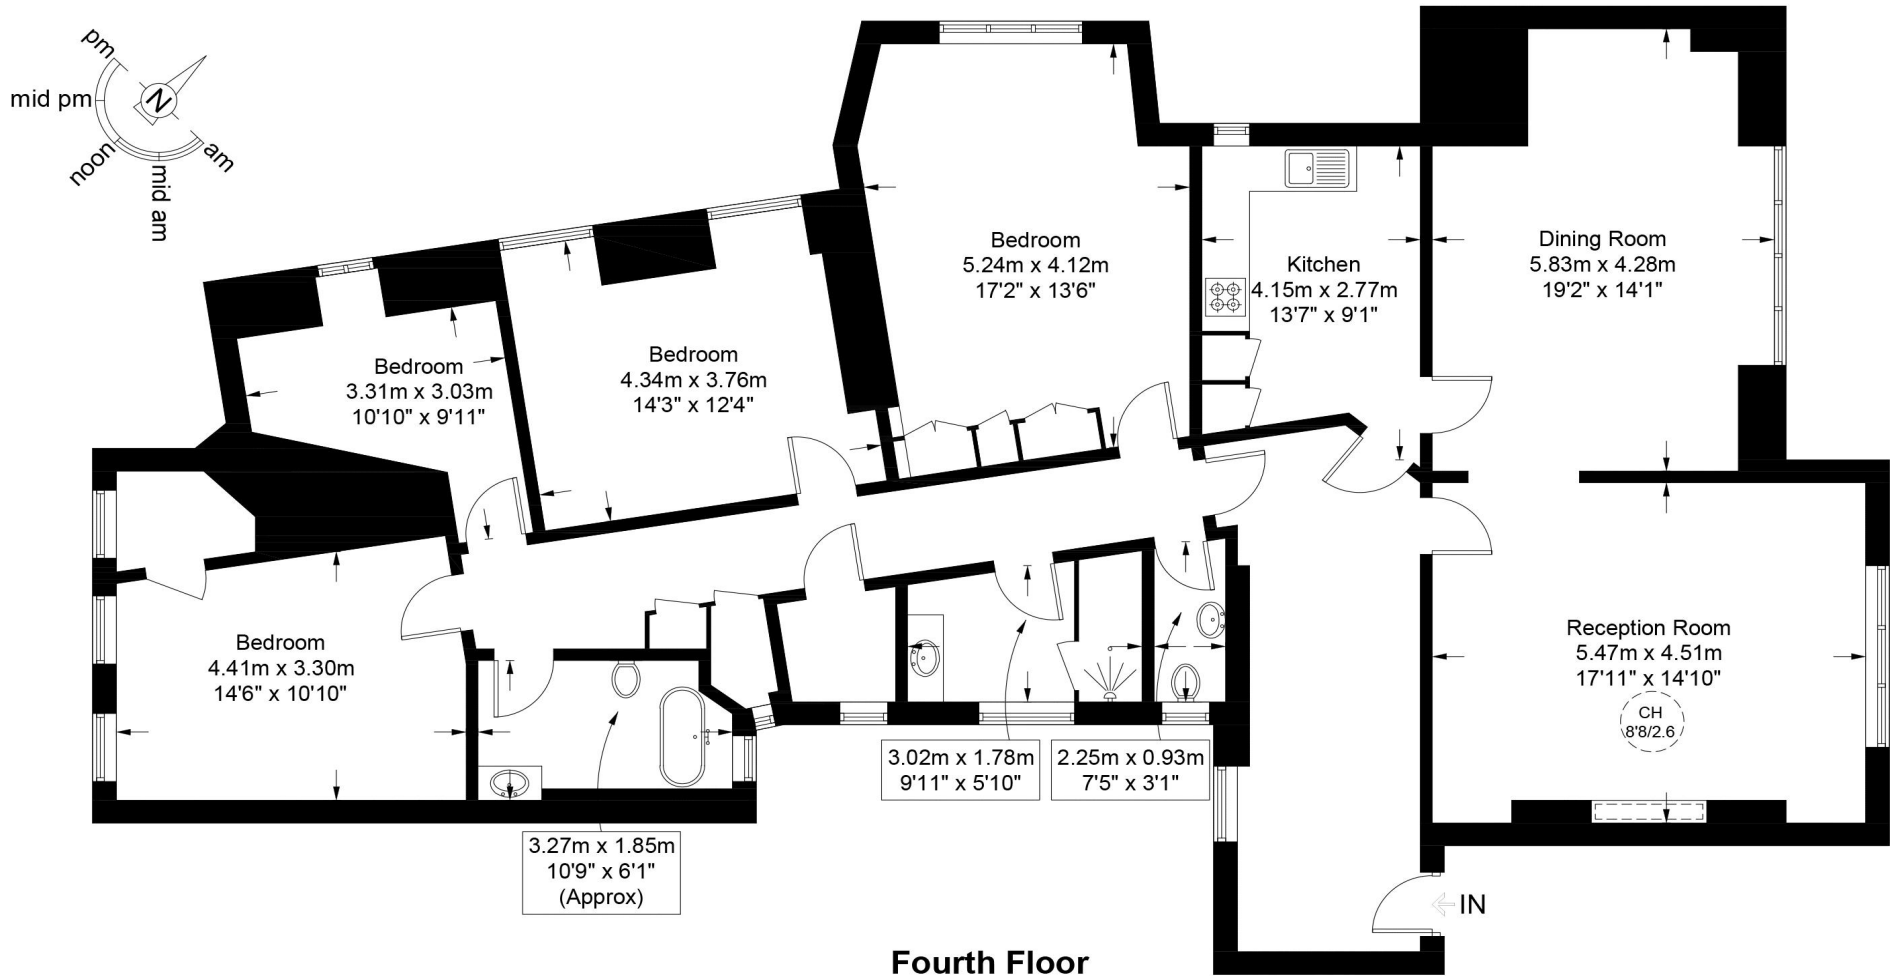 pm
mid pm
noon
mid am
am
N
Bedroom
5.24m x 4.12m
17'2" x 13'6"
Kitchen
4.15m x 2.77m
13'7" x 9'1"
Dining Room
5.83m x 4.28m
19'2" x 14'1"
Bedroom
3.31m x 3.03m
10'10" x 9'11"
Bedroom
4.34m x 3.76m
14'3" x 12'4"
Bedroom
4.41m x 3.30m
14'6" x 10'10"
Reception Room
5.47m x 4.51m
17'11" x 14'10"
CH
8'8/2.6
3.02m x 1.78m
9'11" x 5'10"
2.25m x 0.93m
7'5" x 3'1"
3.27m x 1.85m
10'9" x 6'1"
(Approx)
IN
Fourth Floor